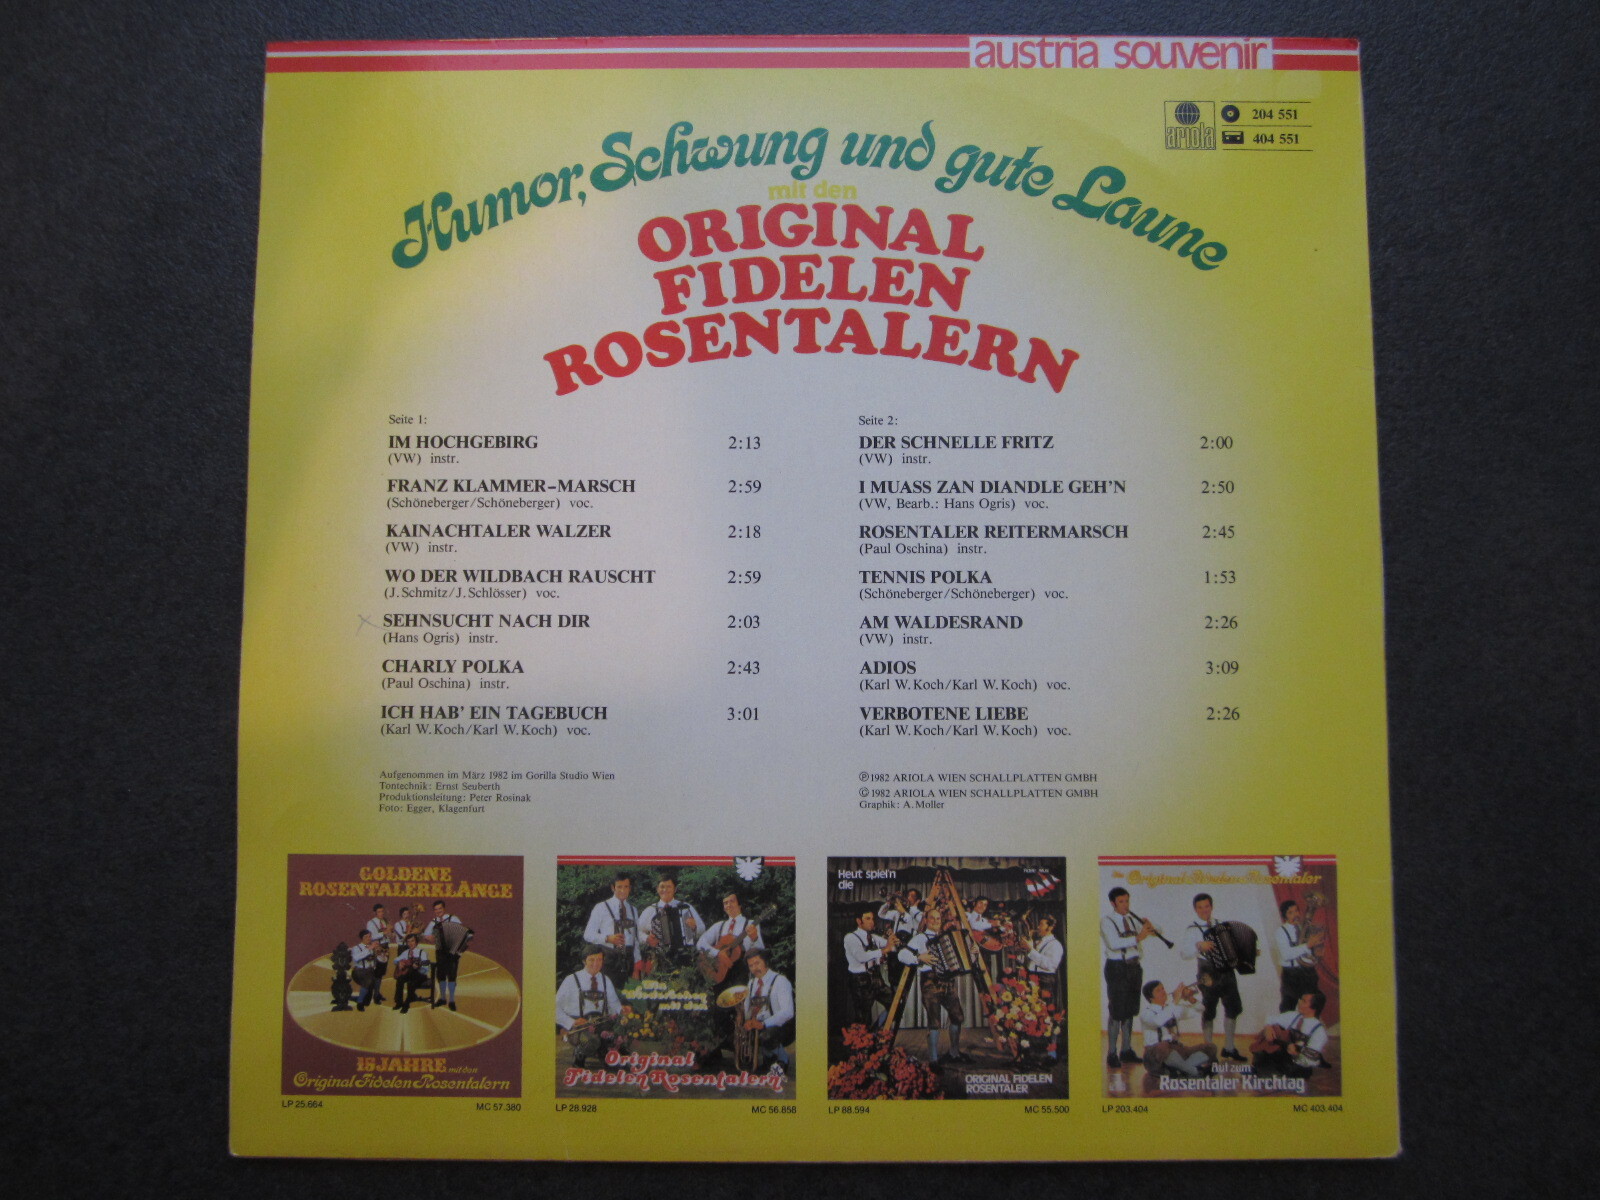 austria souvenir
ariola
204 551
404 551
Humor, Schwung und gute Laune
mit den
ORIGINAL
FIDELEN
ROSENTALERN
Seite 1:
IM HOCHGEBIRG 2:13
(VW) instr.
FRANZ KLAMMER-MARSCH 2:59
(Schöneberger/Schöneberger) voc.
KAINACHTALER WALZER 2:18
(VW) instr.
WO DER WILDBACH RAUSCHT 2:59
(J. Schmitz/J. Schlösser) voc.
SEHNSUCHT NACH DIR 2:03
(Hans Ogris) instr.
CHARLY POLKA 2:43
(Paul Oschina) instr.
ICH HAB' EIN TAGEBUCH 3:01
(Karl W. Koch/Karl W. Koch) voc.
Seite 2:
DER SCHNELLE FRITZ 2:00
(VW) instr.
I MUASS ZAN DIANDLE GEH'N 2:50
(VW, Bearb.: Hans Ogris) voc.
ROSENTALER REITERMARSCH 2:45
(Paul Oschina) instr.
TENNIS POLKA 1:53
(Schöneberger/Schöneberger) voc.
AM WALDESRAND 2:26
(VW) instr.
ADIOS 3:09
(Karl W. Koch/Karl W. Koch) voc.
VERBOTENE LIEBE 2:26
(Karl W. Koch/Karl W. Koch) voc.
Aufgenommen im März 1982 im Gorilla Studio Wien
Tontechnik: Ernst Seuberth
Produktionsleitung: Peter Rosinak
Foto: Egger, Klagenfurt
℗1982 ARIOLA WIEN SCHALLPLATTEN GMBH
©1982 ARIOLA WIEN SCHALLPLATTEN GMBH
Graphik: A. Moller
GOLDENE
ROSENTALERKLÄNGE
15 JAHRE mit den
Original Fidelen Rosentalern
LP 25.664 MC 57.380
Ein
Wiedersehen
mit den
Original
Fidelen Rosentalern
LP 28.928 MC 56.858
Heut spiel'n
die
ORIGINAL FIDELEN
ROSENTALER
LP 88.594 MC 55.500
Die Original Fidelen Rosentaler
Auf zum
Rosentaler Kirchtag
LP 203.404 MC 403.404